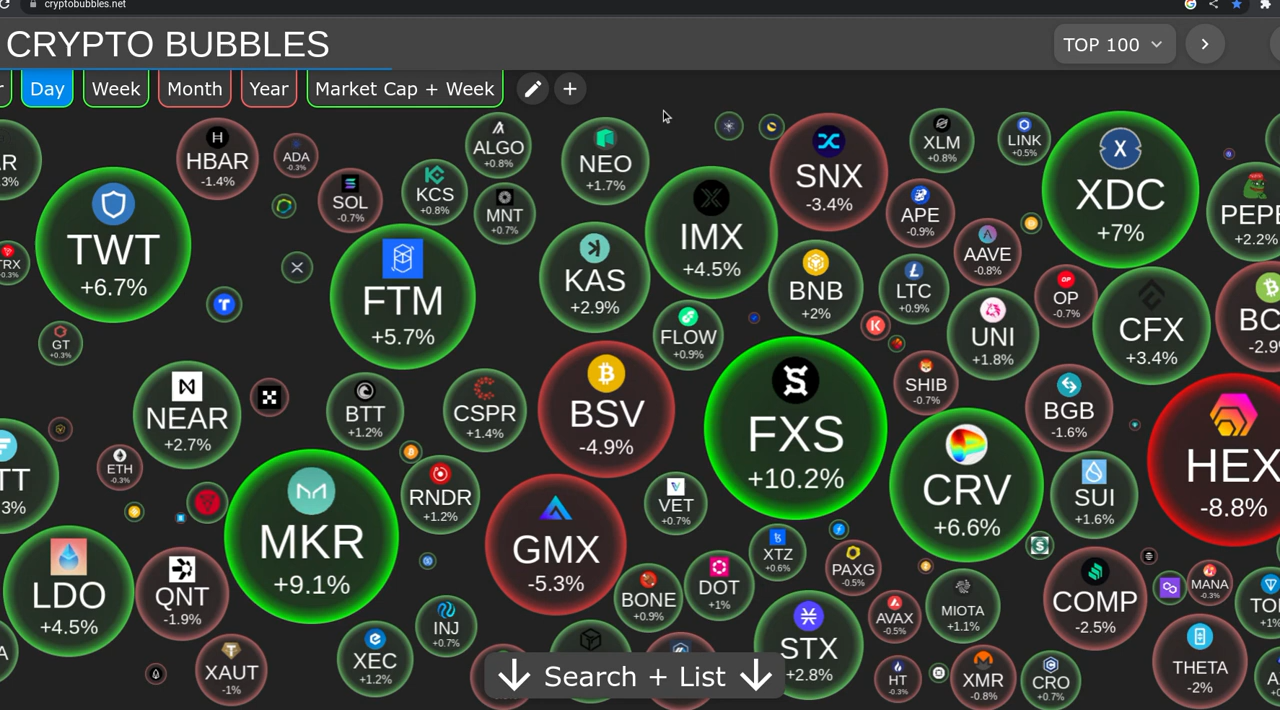 cryptobubbles.net
CRYPTO BUBBLES
TOP 100
Day
Week
Month
Year
Market Cap + Week
TWT
+6.7%
HBAR
-1.4%
ADA
-0.3%
SOL
-0.7%
KCS
+0.8%
ALGO
+0.8%
MNT
+0.7%
NEO
+1.7%
IMX
+4.5%
SNX
-3.4%
XLM
+0.8%
LINK
+0.5%
XDC
+7%
PEPE
+2.2%
APE
-0.9%
AAVE
-0.8%
TRX
+0.3%
FTM
+5.7%
KAS
+2.9%
BNB
+2%
LTC
+0.9%
OP
-0.7%
UNI
+1.8%
CFX
+3.4%
BC
-2.9
GT
+0.3%
FLOW
+0.9%
SHIB
-0.7%
NEAR
+2.7%
BTT
+1.2%
CSPR
+1.4%
BSV
-4.9%
FXS
+10.2%
BGB
-1.6%
HEX
-8.8%
ETH
-0.3%
MKR
+9.1%
RNDR
+1.2%
VET
+0.7%
CRV
+6.6%
SUI
+1.6%
GMX
-5.3%
XTZ
+0.6%
PAXG
-0.5%
LDO
+4.5%
QNT
-1.9%
INJ
+0.7%
BONE
+0.9%
DOT
+1%
AVAX
-0.5%
MIOTA
+1.1%
COMP
-2.5%
MANA
-0.3%
TO
+1%
XAUT
-1%
XEC
+1.2%
STX
+2.8%
HT
-0.3%
XMR
-0.8%
CRO
+0.7%
THETA
-2%
Search + List